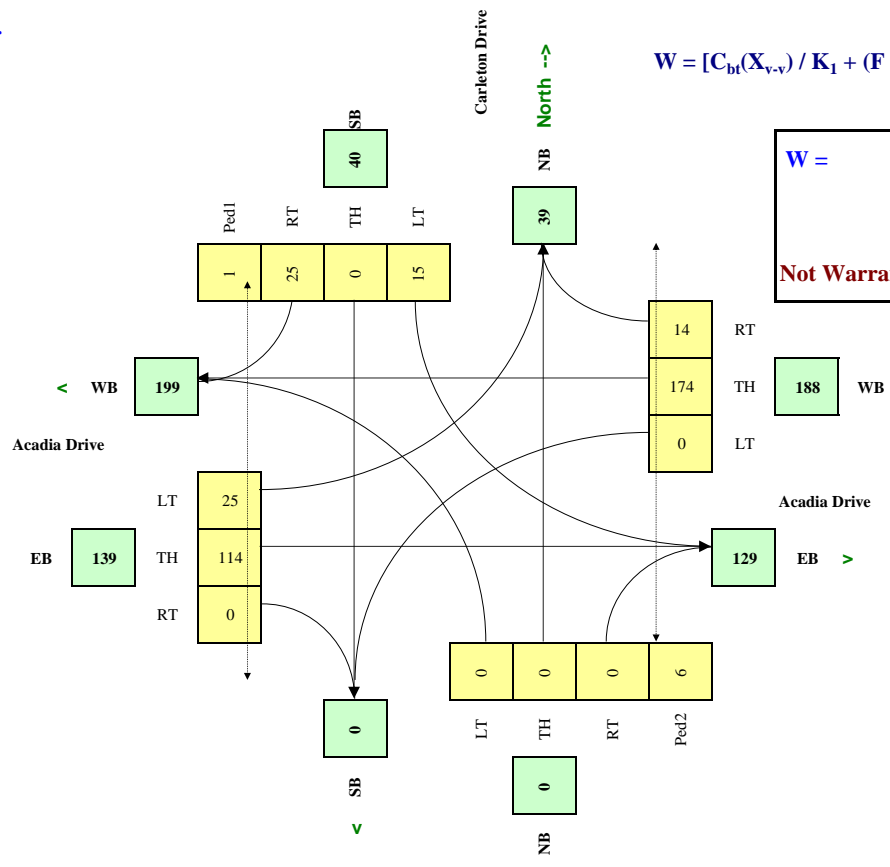 Carleton Drive
North -->
W = [C_bt(X_v-v) / K_1 + (F
SB
40
NB
39
W =
Not Warra
Ped1
RT
TH
LT
1
25
0
15
14
RT
< WB
199
174
TH
188
WB
0
LT
Acadia Drive
LT
25
Acadia Drive
EB
139
TH
114
129
EB >
RT
0
0
0
0
6
LT
TH
RT
Ped2
0
SB
v
0
NB